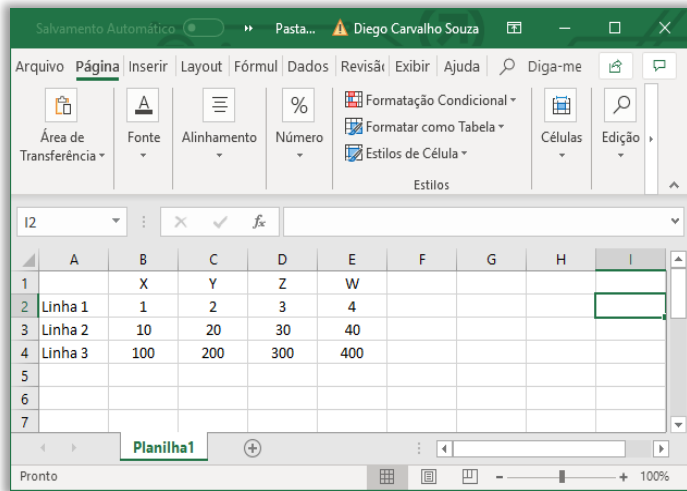 Salvamento Automático Pasta... Diego Carvalho Souza
Arquivo Página Inserir Layout Fórmul Dados Revisã Exibir Ajuda Diga-me
Área de Transferência
Fonte
Alinhamento
%
Número
Formatação Condicional
Formatar como Tabela
Estilos de Célula
Estilos
Células
Edição
I2 fx
A B C D E F G H I
1 X Y Z W
2 Linha 1 1 2 3 4
3 Linha 2 10 20 30 40
4 Linha 3 100 200 300 400
5
6
7
Planilha1
Pronto 100%